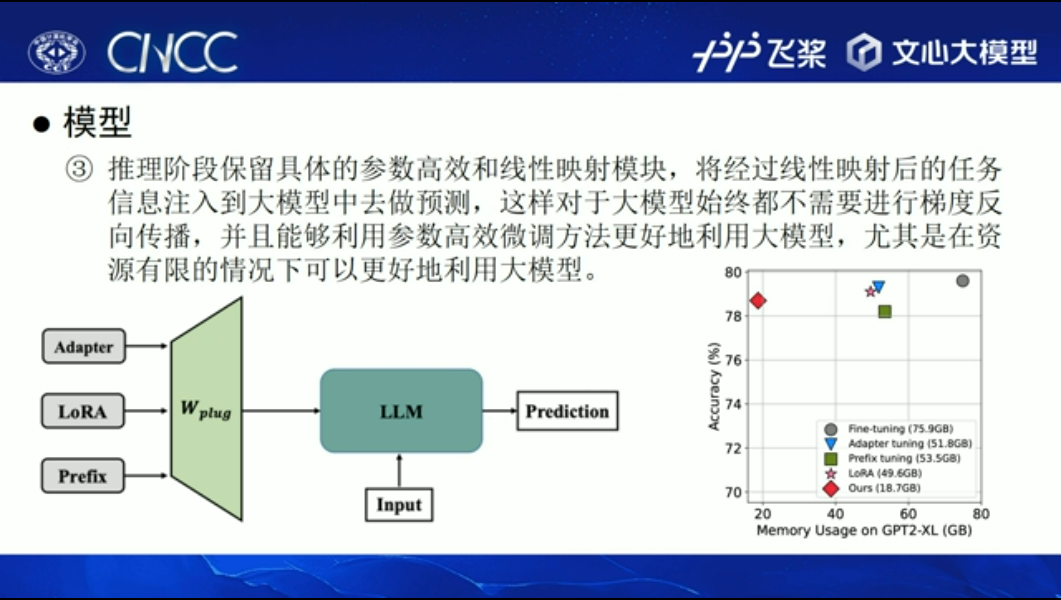 CNCC
飞桨
文心大模型
● 模型
③ 推理阶段保留具体的参数高效和线性映射模块，将经过线性映射后的任务
信息注入到大模型中去做预测，这样对于大模型始终都不需要进行梯度反
向传播，并且能够利用参数高效微调方法更好地利用大模型，尤其是在资
源有限的情况下可以更好地利用大模型。
Adapter
LoRA
Prefix
W_plug
LLM
Prediction
Input
80
78
76
74
72
70
Accuracy (%)
Fine-tuning (75.9GB)
Adapter tuning (51.8GB)
Prefix tuning (53.5GB)
LoRA (49.6GB)
Ours (18.7GB)
20 40 60 80
Memory Usage on GPT2-XL (GB)